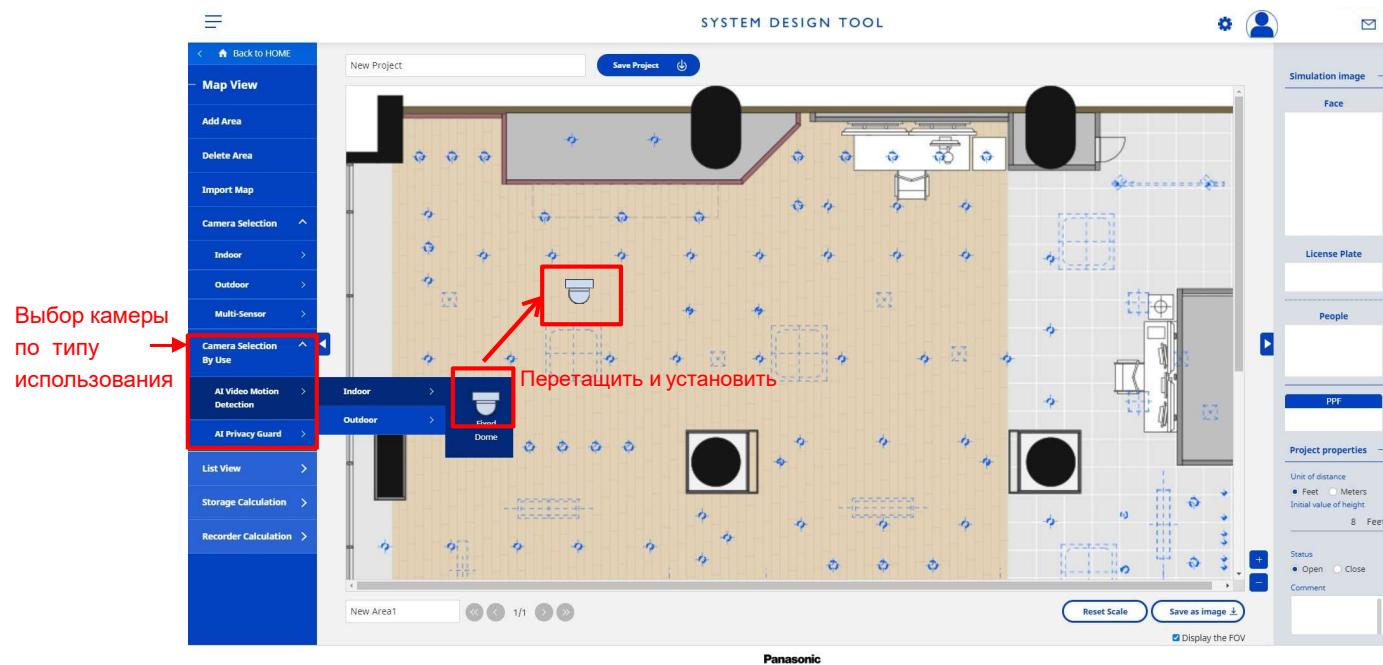 SYSTEM DESIGN TOOL
Back to HOME
Map View
Add Area
Delete Area
Import Map
Camera Selection
Indoor
Outdoor
Multi-Sensor
Camera Selection
By Use
AI Video Motion
Detection
AI Privacy Guard
List View
Storage Calculation
Recorder Calculation
Выбор камеры
по типу
использования
New Project
Save Project
Indoor
Outdoor
Fixed
Dome
Перетащить и установить
New Area1
1/1
Reset Scale
Save as image
Display the FOV
Simulation image
Face
License Plate
People
PPF
Project properties
Unit of distance
Feet Meters
Initial value of height
8 Feet
Status
Open Close
Comment
Panasonic